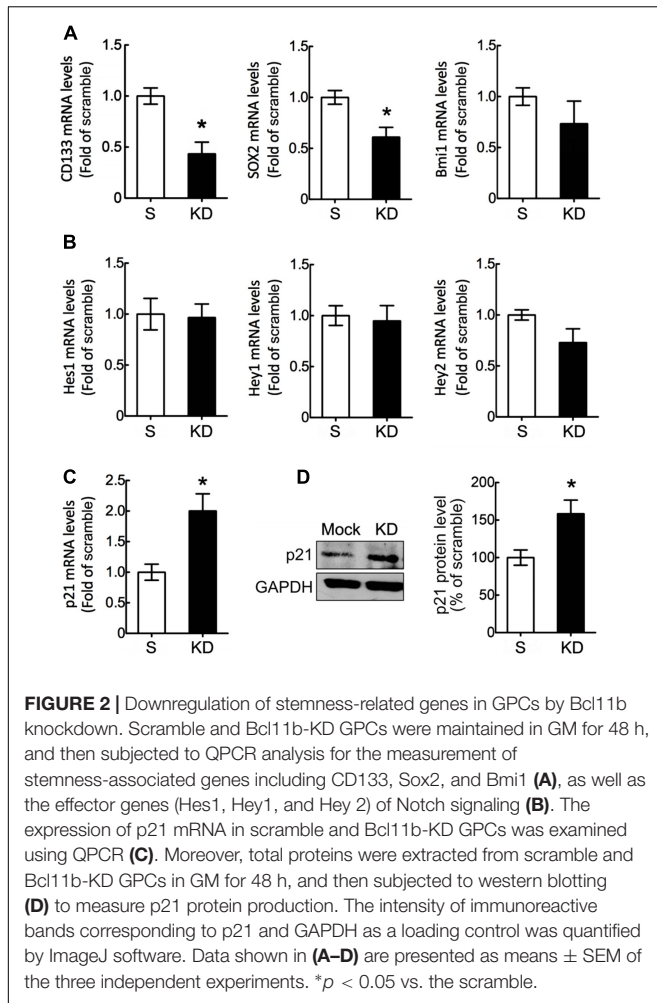 A
CD133 mRNA levels
(Fold of scramble)
1.5
1.0
0.5
0
*
S KD
SOX2 mRNA levels
(Fold of scramble)
1.5
1.0
0.5
0
*
S KD
Bmi1 mRNA levels
(Fold of scramble)
1.5
1.0
0.5
0
S KD
B
Hes1 mRNA levels
(Fold of scramble)
1.5
1.0
0.5
0
S KD
Hey1 mRNA levels
(Fold of scramble)
1.5
1.0
0.5
0
S KD
Hey2 mRNA levels
(Fold of scramble)
1.5
1.0
0.5
0
S KD
C
p21 mRNA levels
(Fold of scramble)
2.5
2.0
1.5
1.0
0.5
0
*
S KD
D
Mock KD
p21
GAPDH
p21 protein level
(% of scramble)
200
150
100
50
0
*
S KD
FIGURE 2 | Downregulation of stemness-related genes in GPCs by Bcl11b
knockdown. Scramble and Bcl11b-KD GPCs were maintained in GM for 48 h,
and then subjected to QPCR analysis for the measurement of
stemness-associated genes including CD133, Sox2, and Bmi1 (A), as well as
the effector genes (Hes1, Hey1, and Hey 2) of Notch signaling (B). The
expression of p21 mRNA in scramble and Bcl11b-KD GPCs was examined
using QPCR (C). Moreover, total proteins were extracted from scramble and
Bcl11b-KD GPCs in GM for 48 h, and then subjected to western blotting
(D) to measure p21 protein production. The intensity of immunoreactive
bands corresponding to p21 and GAPDH as a loading control was quantified
by ImageJ software. Data shown in (A–D) are presented as means ± SEM of
the three independent experiments. *p < 0.05 vs. the scramble.